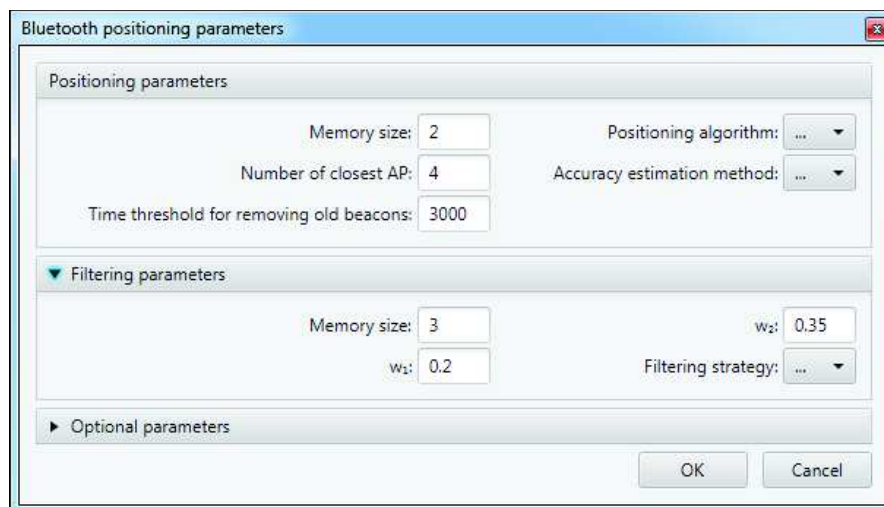 Bluetooth positioning parameters
Positioning parameters
Memory size: 2 Positioning algorithm: ...
Number of closest AP: 4 Accuracy estimation method: ...
Time threshold for removing old beacons: 3000
Filtering parameters
Memory size: 3 w₂: 0.35
w₁: 0.2 Filtering strategy: ...
Optional parameters
OK Cancel